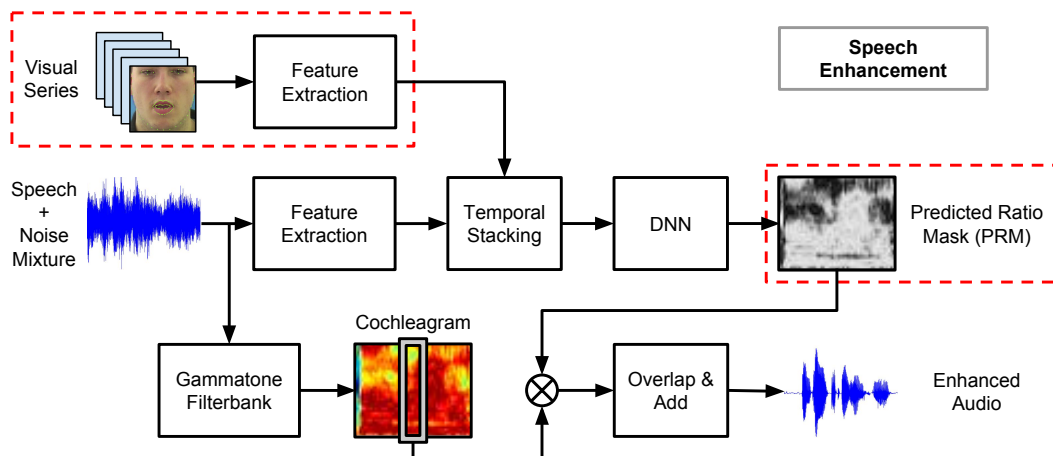 Visual
Series
Feature
Extraction
Speech
Enhancement
Speech
+
Noise
Mixture
Feature
Extraction
Temporal
Stacking
DNN
Predicted Ratio
Mask (PRM)
Cochleagram
Gammatone
Filterbank
Overlap &
Add
Enhanced
Audio